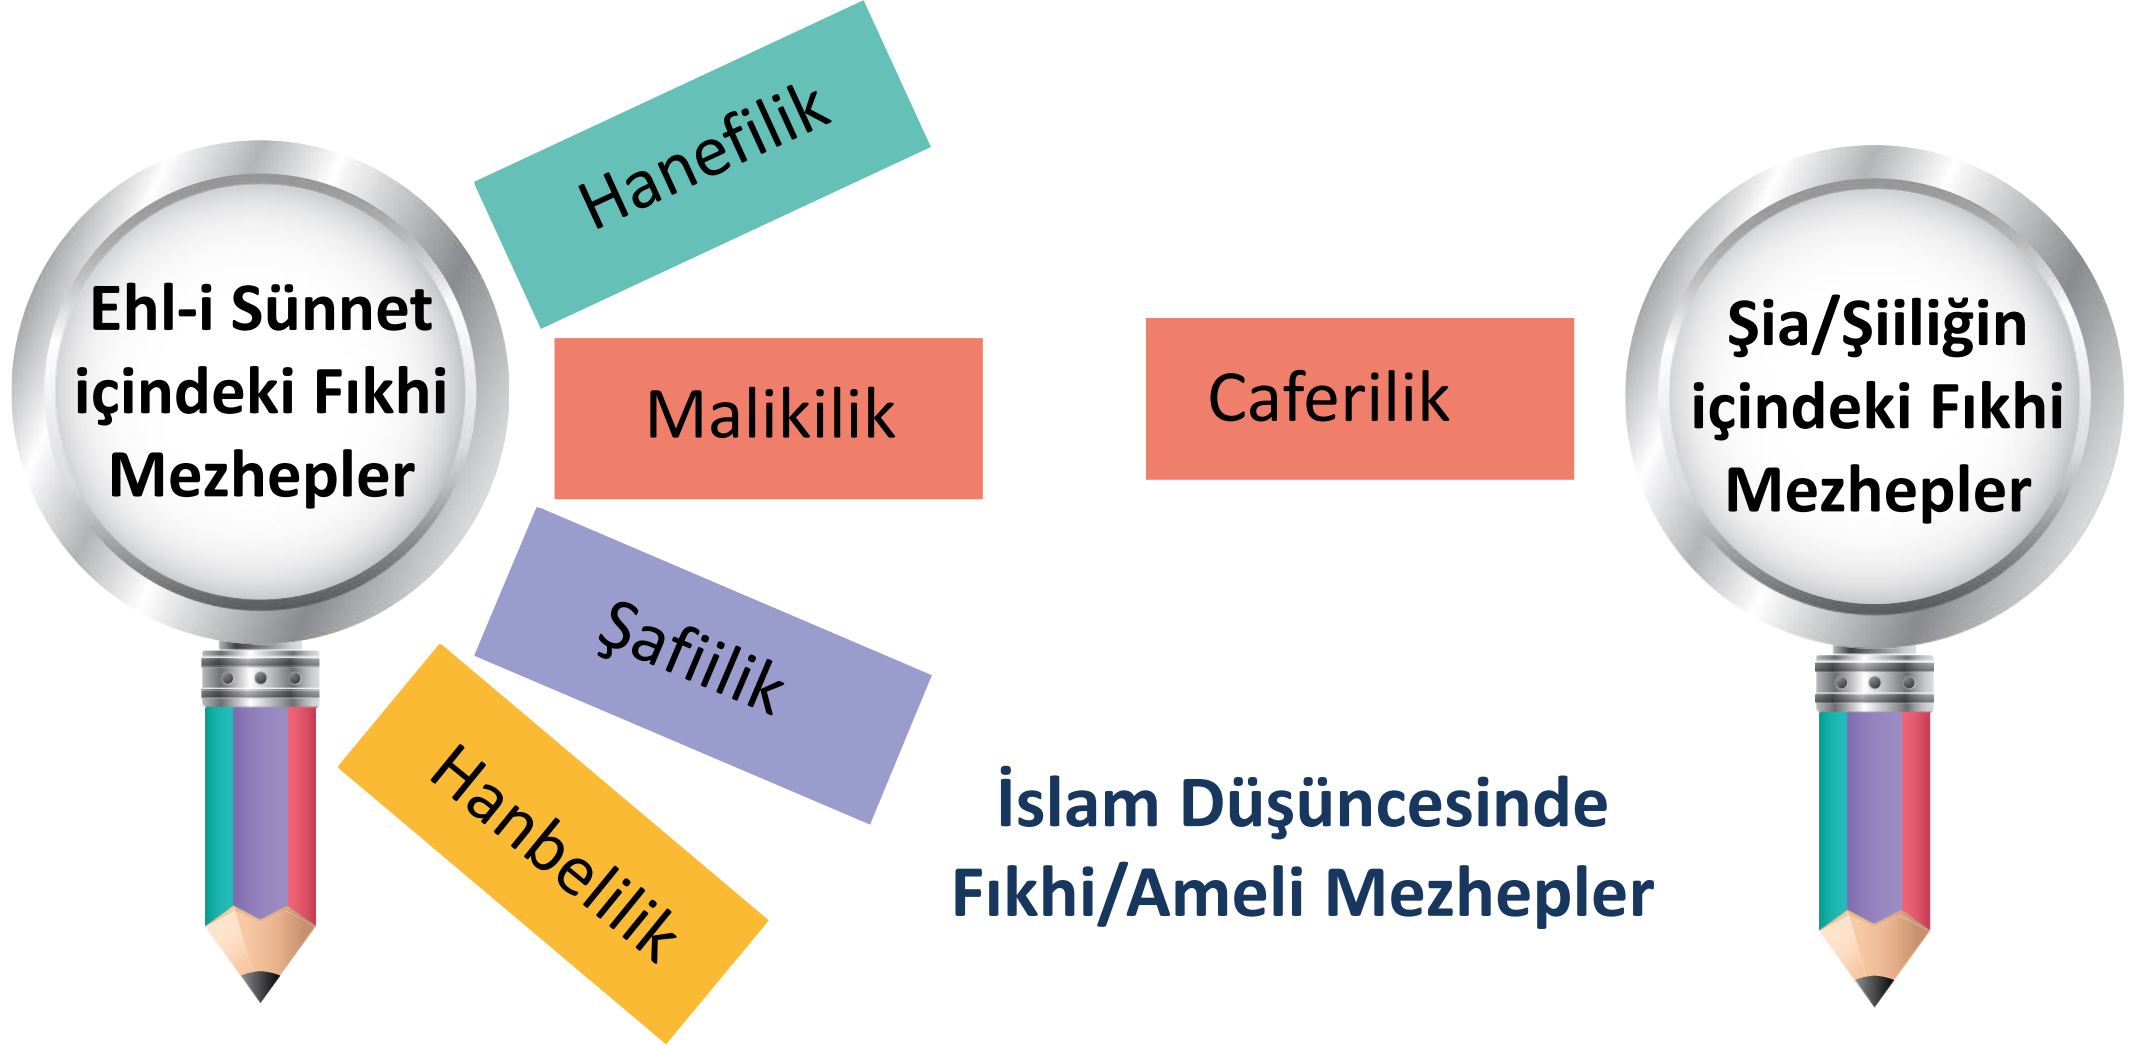 Ehl-i Sünnet
içindeki Fıkhi
Mezhepler
Hanefilik
Malikilik
Şafiilik
Hanbelilik
Caferilik
Şia/Şiiliğin
içindeki Fıkhi
Mezhepler
İslam Düşüncesinde
Fıkhi/Ameli Mezhepler